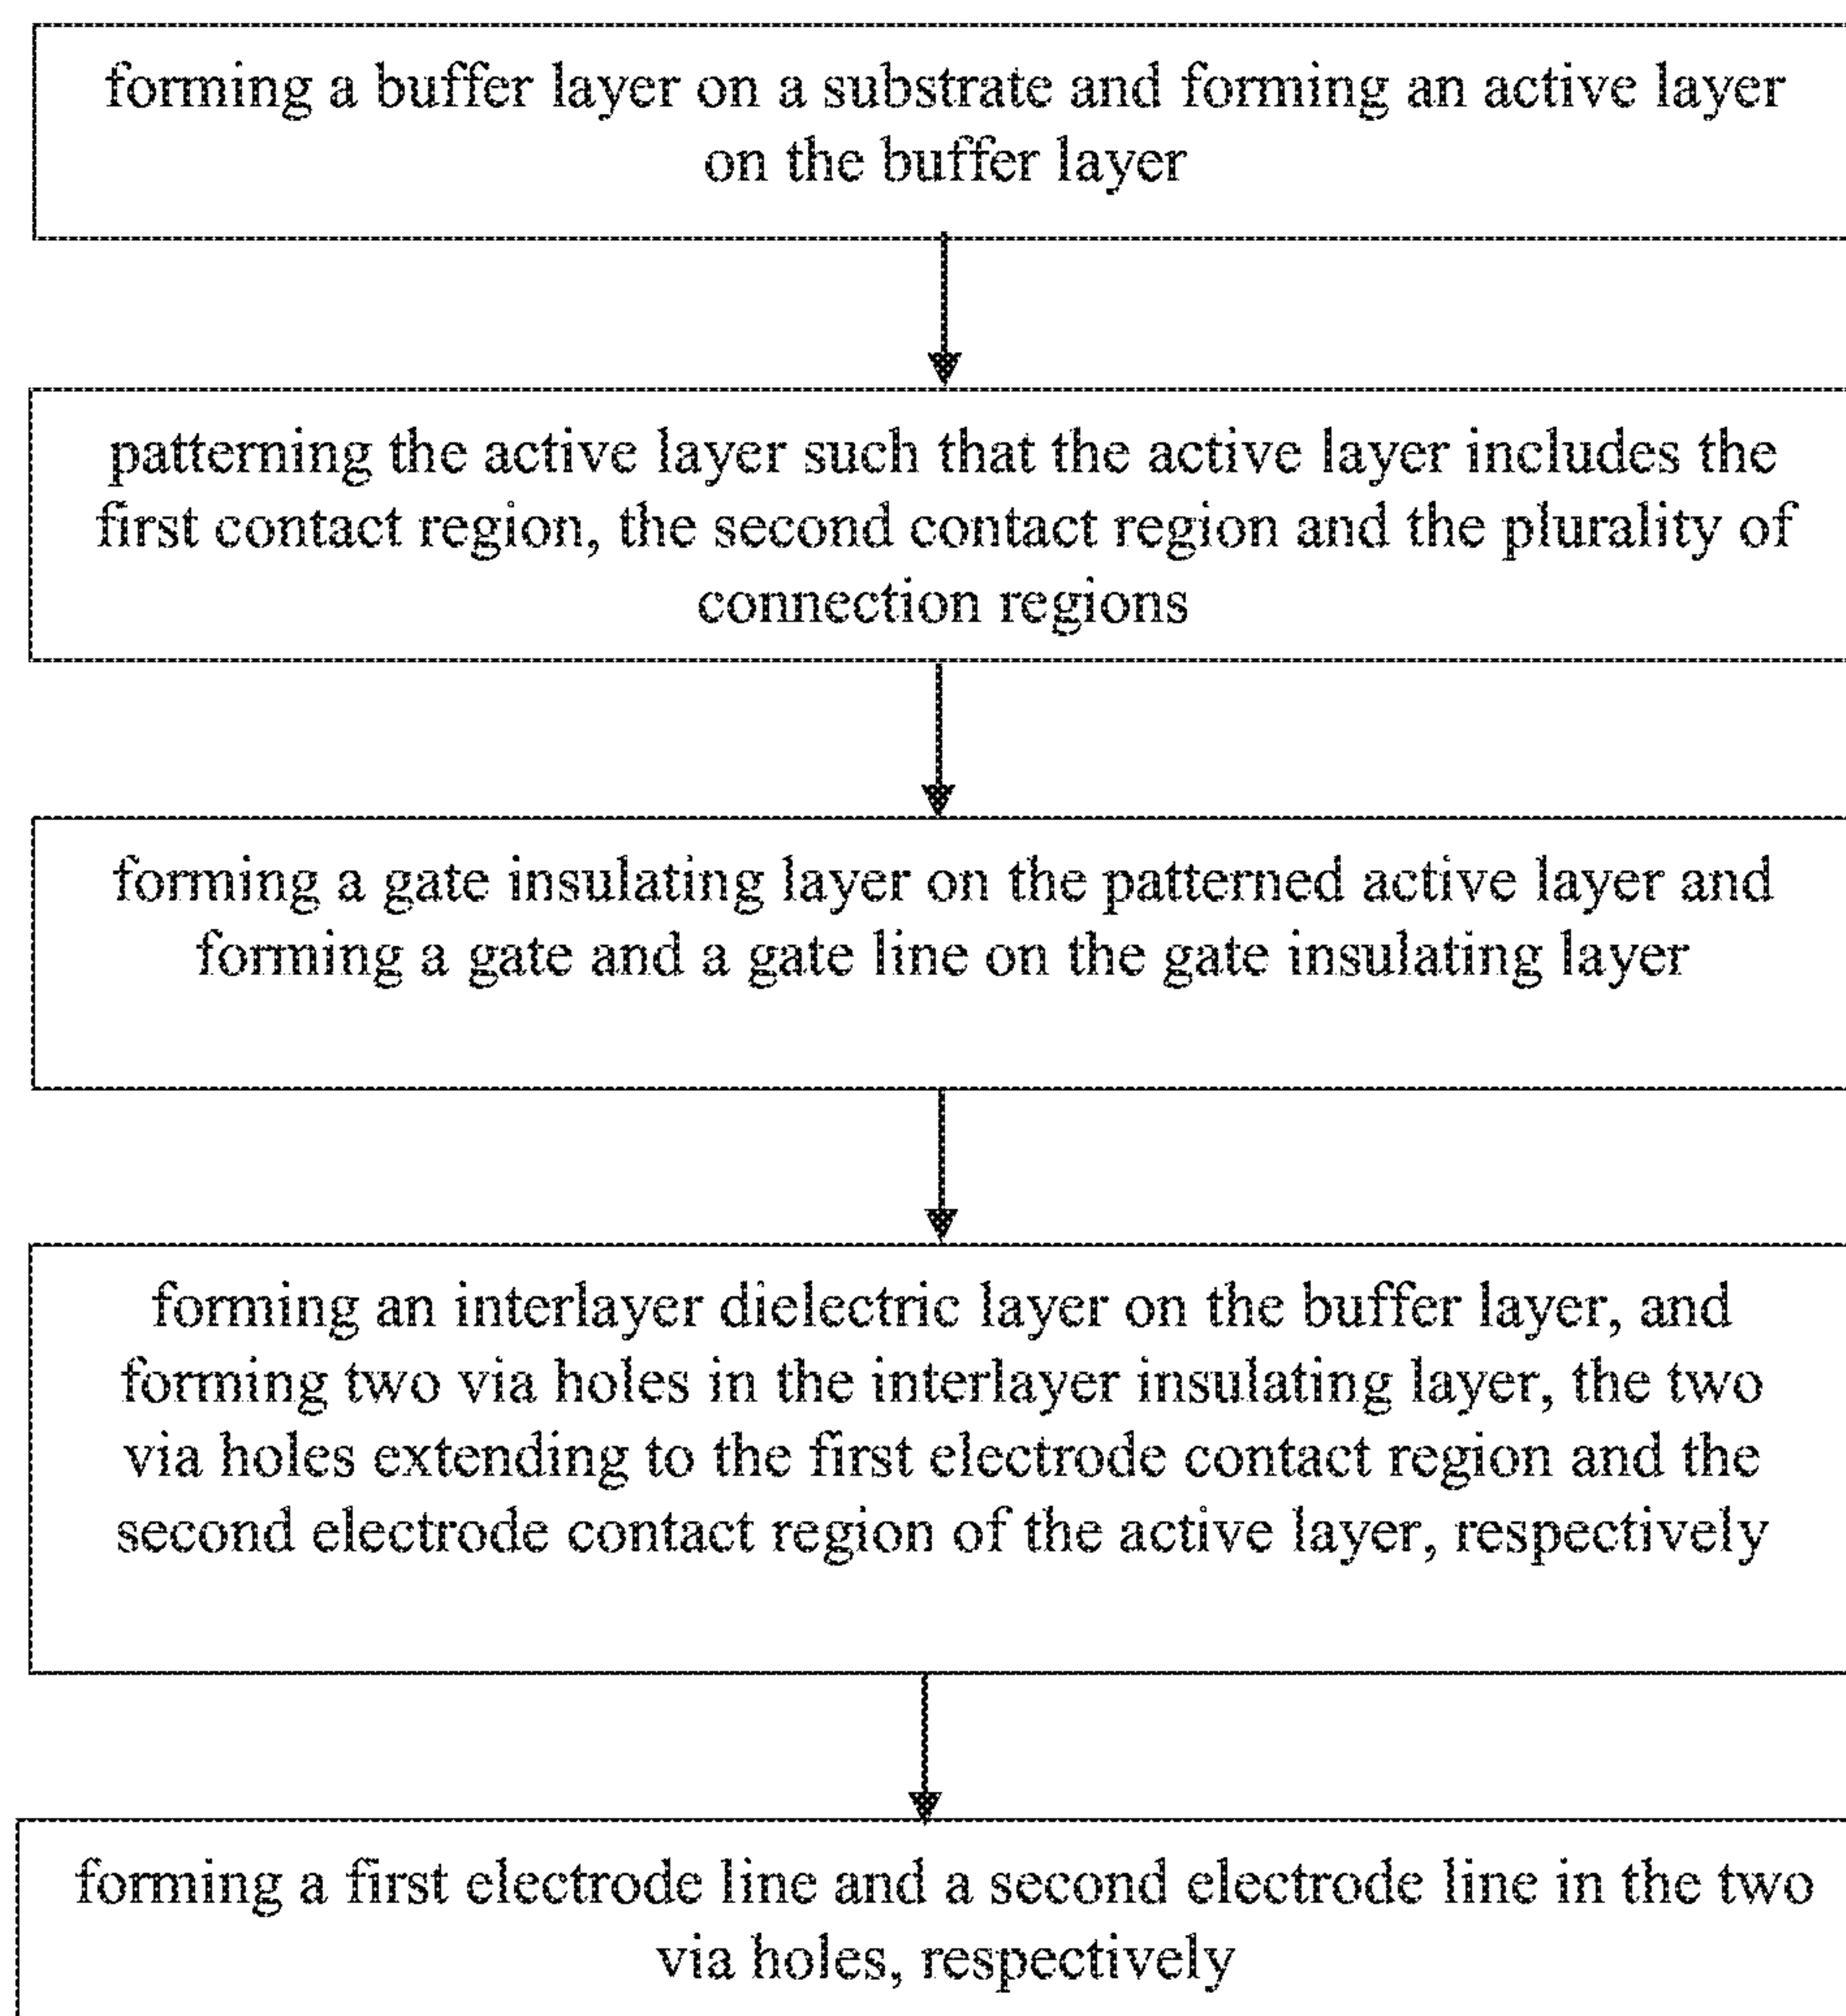 forming a buffer layer on a substrate and forming an active layer
on the buffer layer
patterning the active layer such that the active layer includes the
first contact region, the second contact region and the plurality of
connection regions
forming a gate insulating layer on the patterned active layer and
forming a gate and a gate line on the gate insulating layer
forming an interlayer dielectric layer on the buffer layer, and
forming two via holes in the interlayer insulating layer, the two
via holes extending to the first electrode contact region and the
second electrode contact region of the active layer, respectively
forming a first electrode line and a second electrode line in the two
via holes, respectively